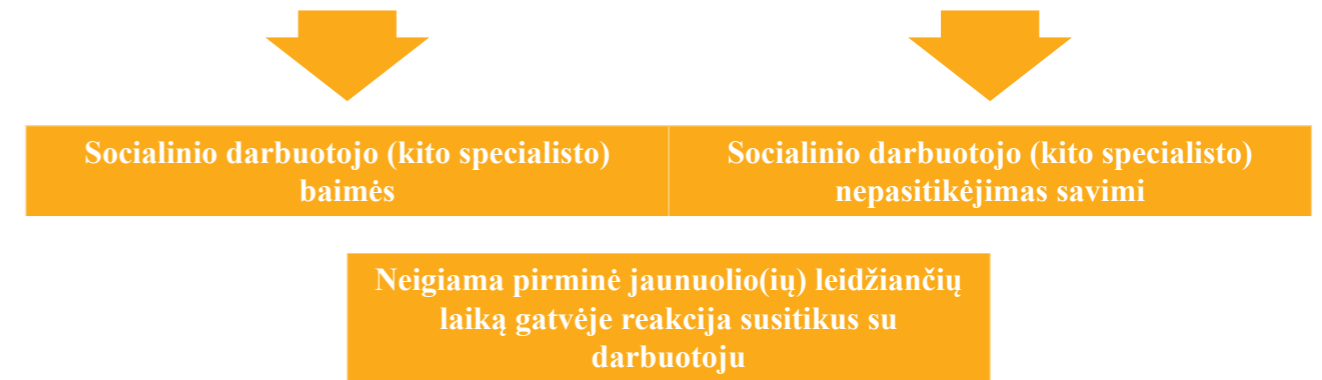 Socialinio darbuotojo (kito specialisto)
baimės
Socialinio darbuotojo (kito specialisto)
nepasitikėjimas savimi
Neigiama pirminė jaunuolio(ių) leidžiančių
laiką gatvėje reakcija susitikus su
darbuotoju